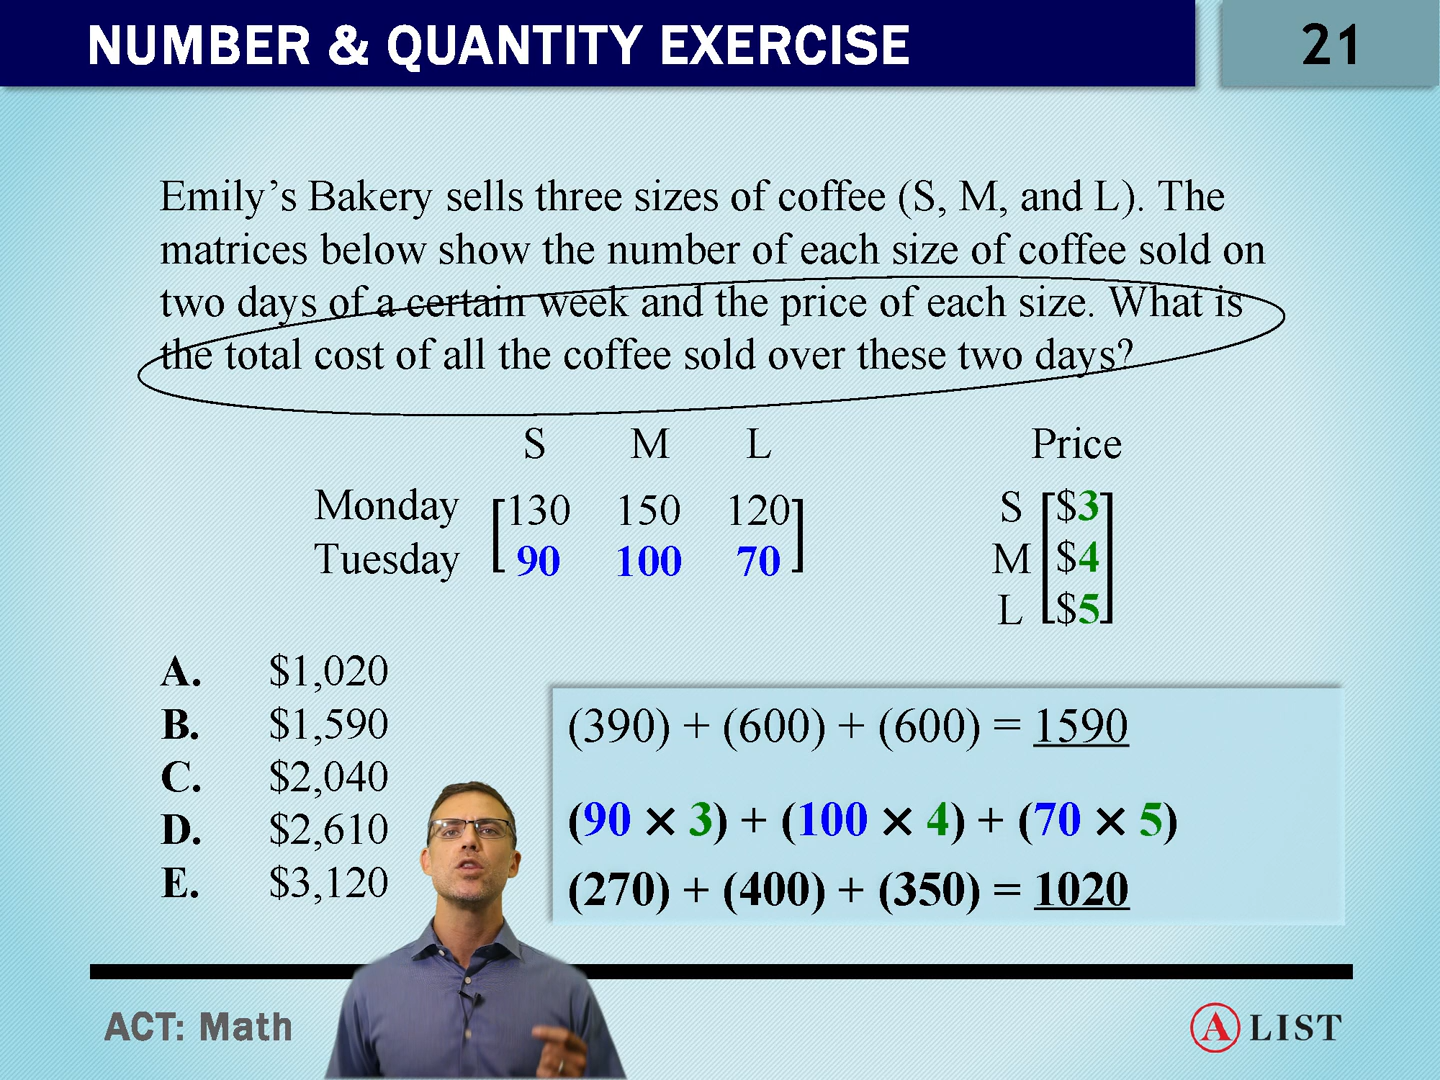 NUMBER & QUANTITY EXERCISE
21
Emily’s Bakery sells three sizes of coffee (S, M, and L). The
matrices below show the number of each size of coffee sold on
two days of a certain week and the price of each size. What is
the total cost of all the coffee sold over these two days?
S M L Price
Monday 130 150 120 S $3
Tuesday 90 100 70 M $4
L $5
A. $1,020
B. $1,590
C. $2,040
D. $2,610
E. $3,120
(390) + (600) + (600) = 1590
(90 × 3) + (100 × 4) + (70 × 5)
(270) + (400) + (350) = 1020
ACT: Math
A LIST